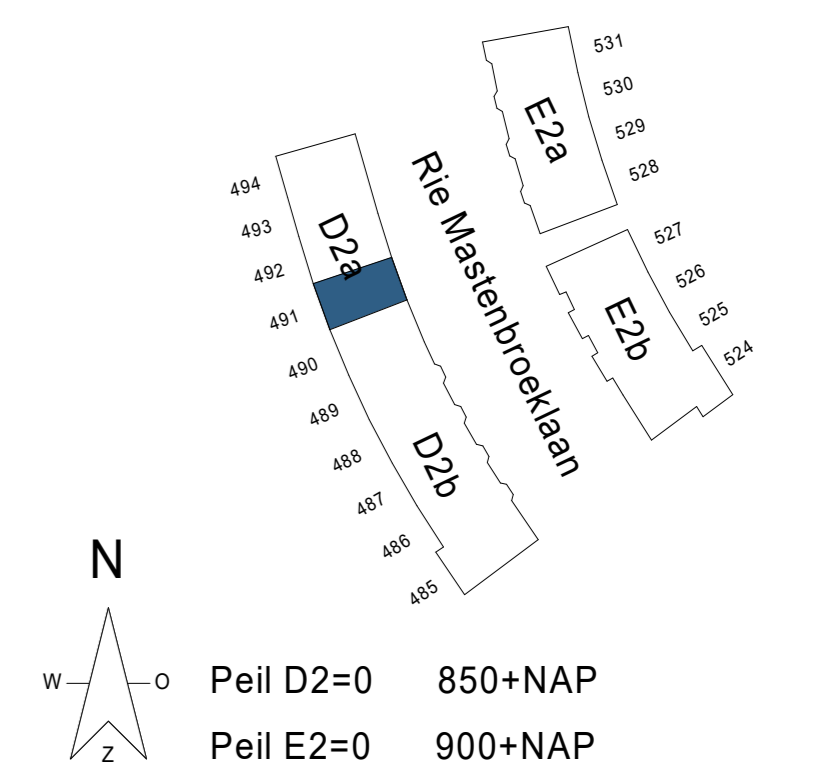 531
530
529
528
E2a
Rie Mastenbroeklaan
494
493
492
491
490
489
488
487
486
485
D2a
D2b
527
526
525
524
E2b
N
W
O
Z
Peil D2=0 850+NAP
Peil E2=0 900+NAP